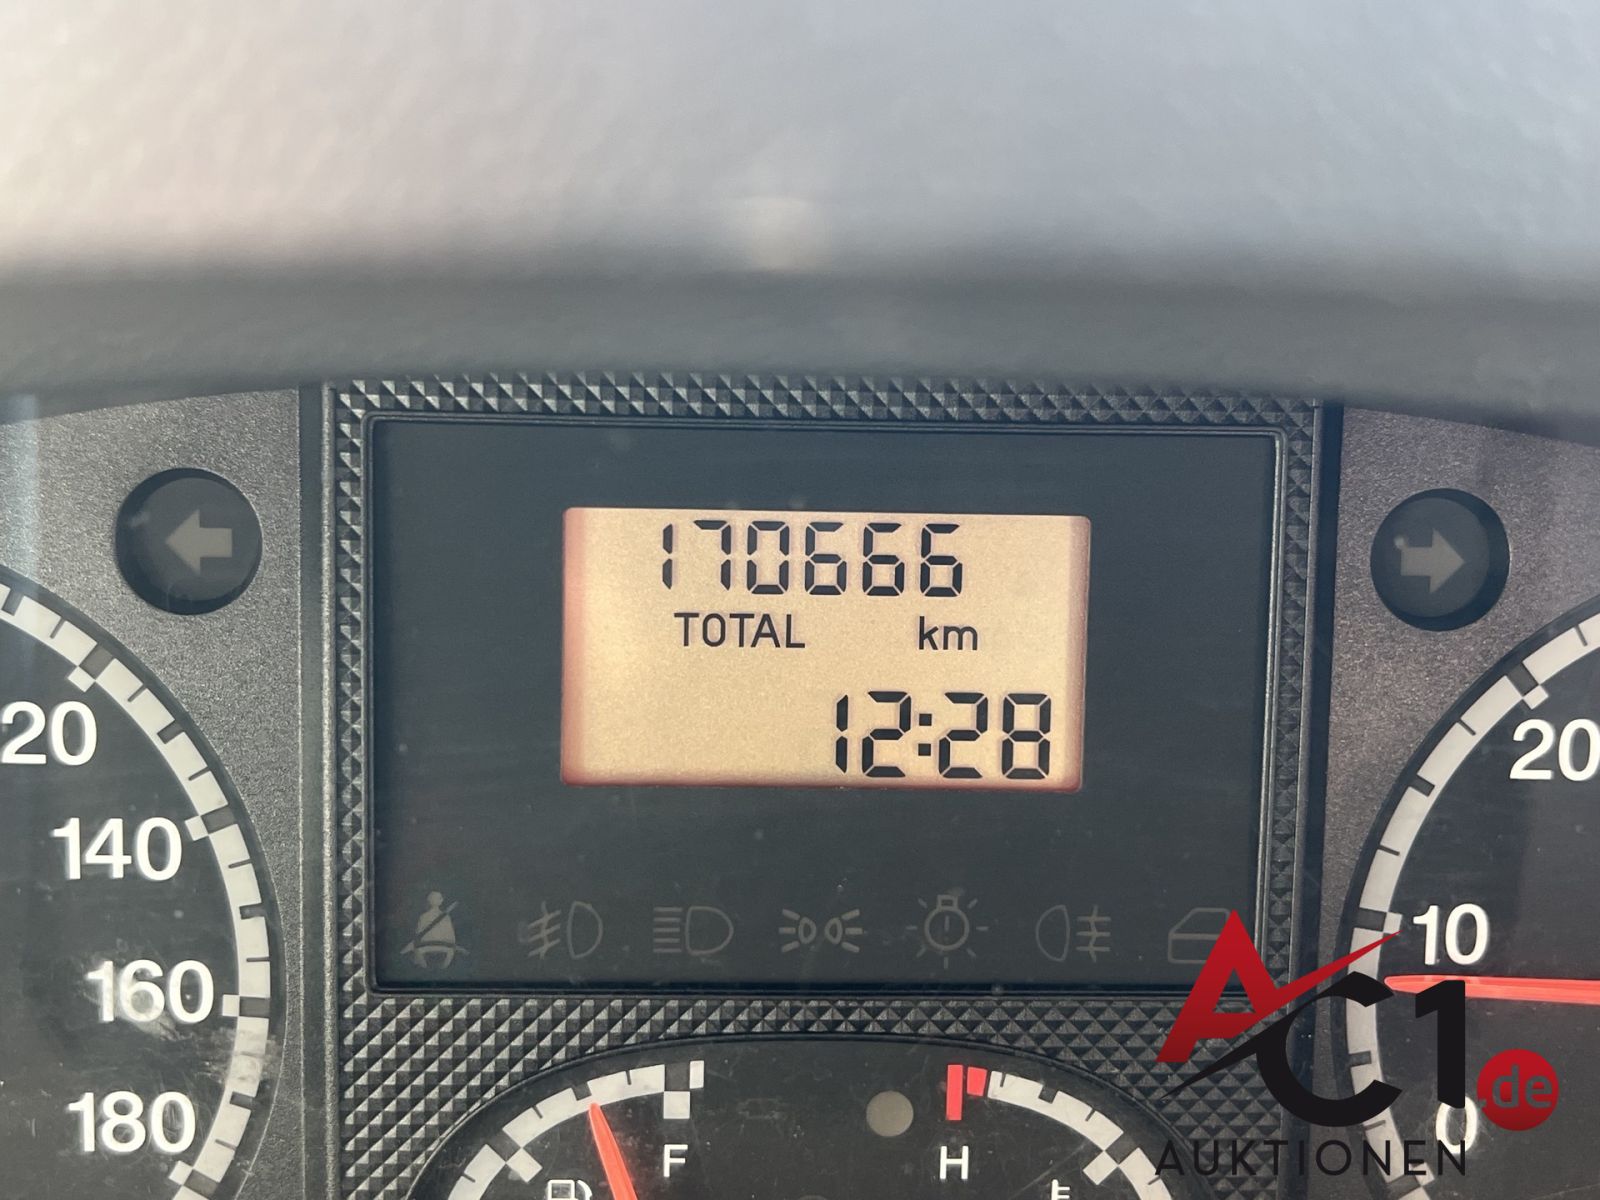 170666
TOTAL km
12:28
20
140
160
180
20
10
0
F
H
AC1.de
AUKTIONEN